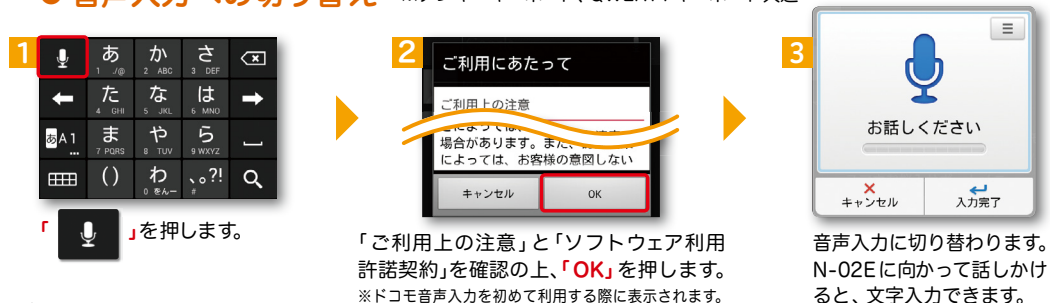 1
あ
1 ./@
か
2 ABC
さ
3 DEF
た
4 GHI
な
5 JKL
は
6 MNO
あA1
...
ま
7 PQRS
や
8 TUV
ら
9 WXYZ
()
わ
0 をんー
、。?!
#
「 」を押します。
2
ご利用にあたって
ご利用上の注意
場合があります。また、
によっては、お客様の意図しない
キャンセル
OK
「ご利用上の注意」と「ソフトウェア利用
許諾契約」を確認の上、「OK」を押します。
※ドコモ音声入力を初めて利用する際に表示されます。
3
お話しください
キャンセル
入力完了
音声入力に切り替わります。
N-02Eに向かって話しかけ
ると、文字入力できます。